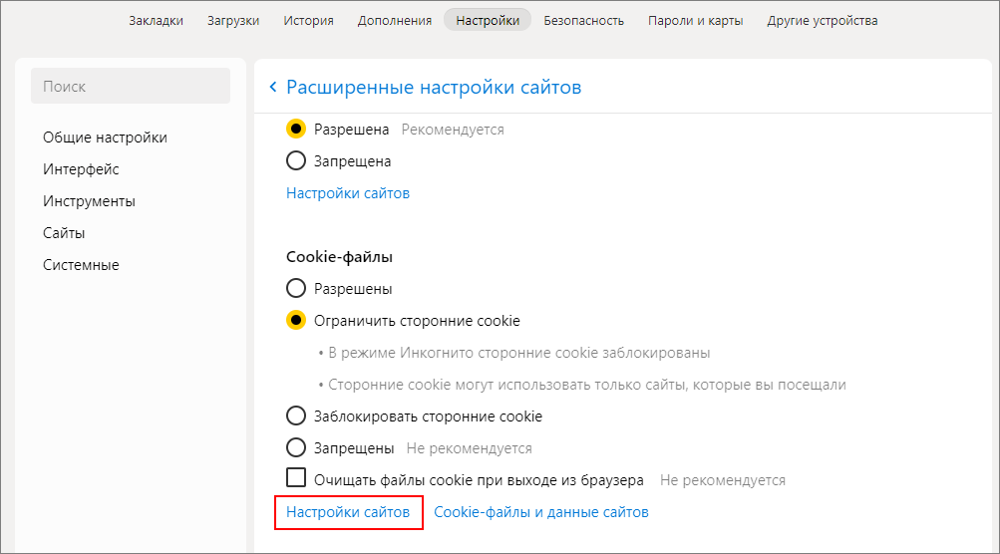 Закладки Загрузки История Дополнения Настройки Безопасность Пароли и карты Другие устройства
Поиск
Общие настройки
Интерфейс
Инструменты
Сайты
Системные
Расширенные настройки сайтов
Разрешена Рекомендуется
Запрещена
Настройки сайтов
Cookie-файлы
Разрешены
Ограничить сторонние cookie
• В режиме Инкогнито сторонние cookie заблокированы
• Сторонние cookie могут использовать только сайты, которые вы посещали
Заблокировать сторонние cookie
Запрещены Не рекомендуется
Очищать файлы cookie при выходе из браузера Не рекомендуется
Настройки сайтов Cookie-файлы и данные сайтов